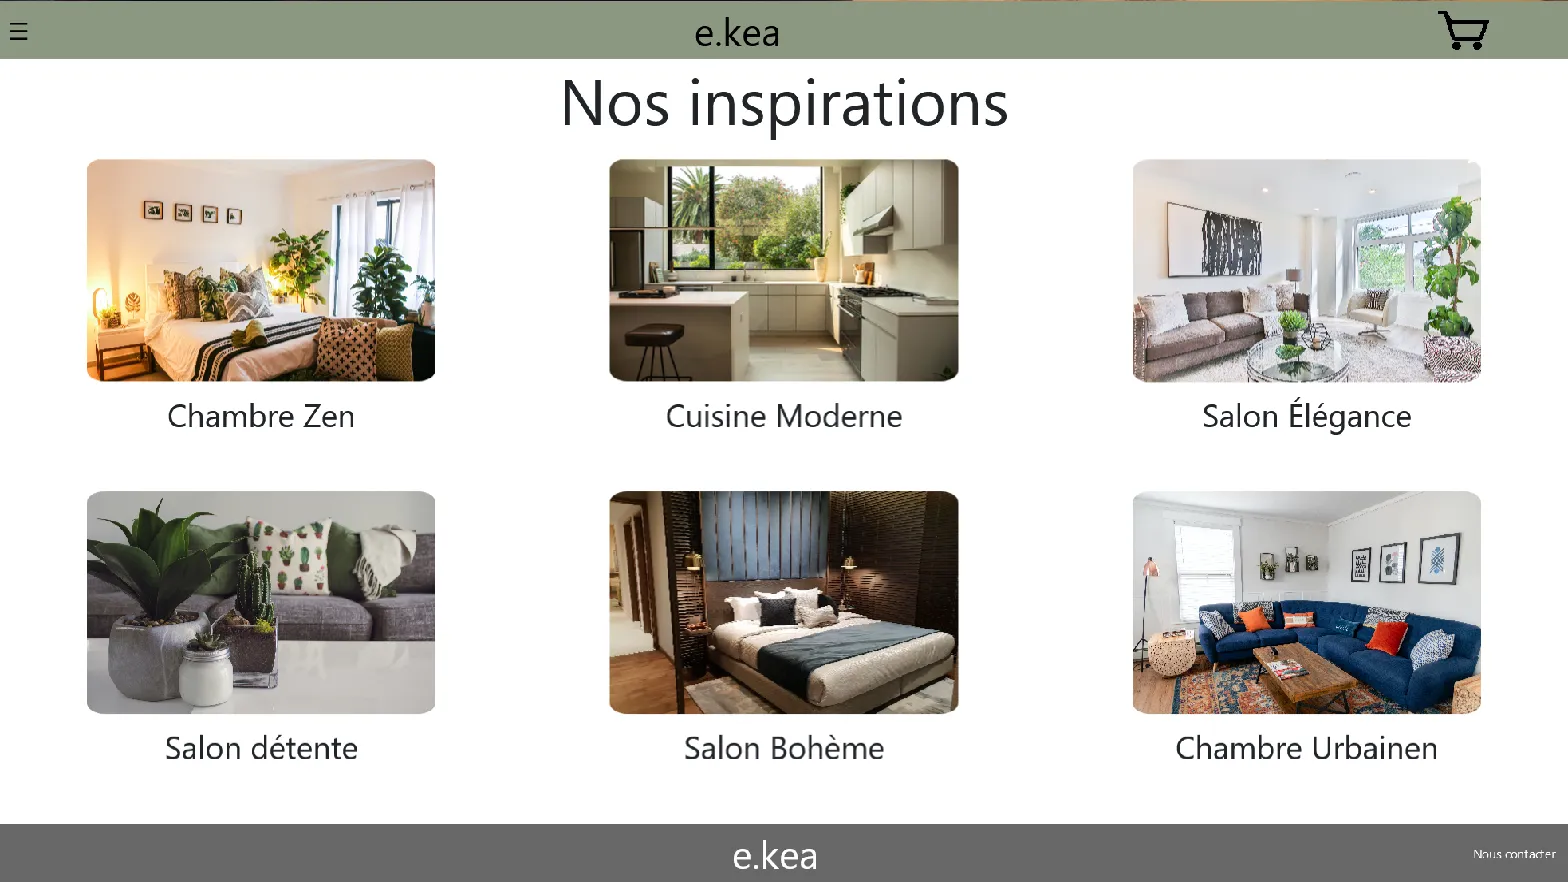 e.kea
Nos inspirations
Chambre Zen
Cuisine Moderne
Salon Élégance
Salon détente
Salon Bohème
Chambre Urbainen
e.kea
Nous contacter